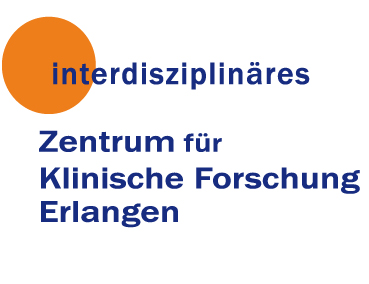 interdisziplinäres
Zentrum für
Klinische Forschung
Erlangen